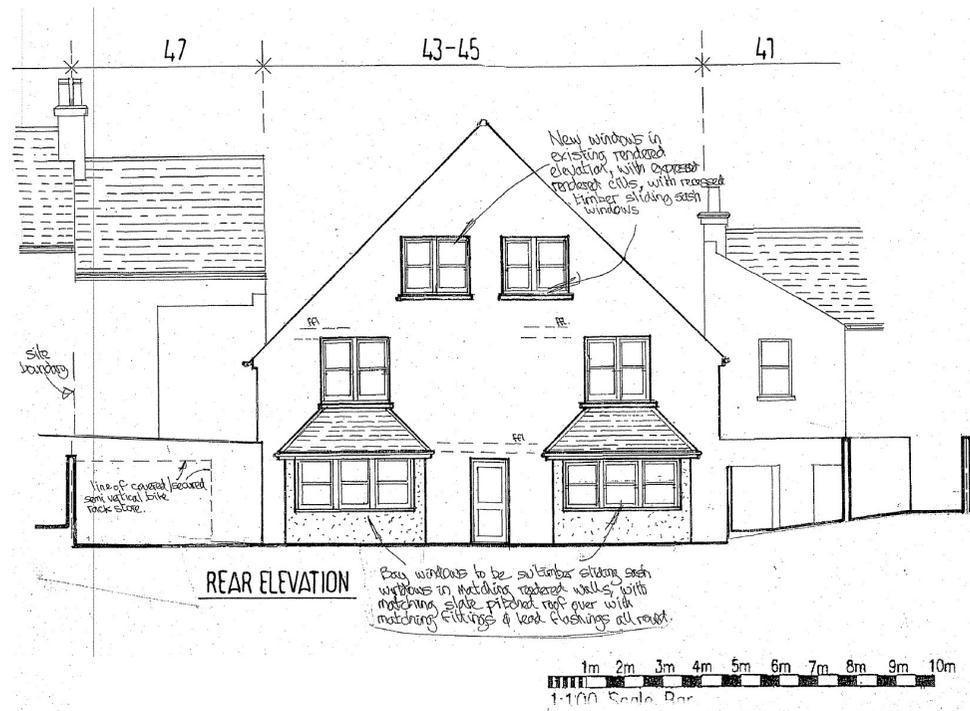 47
43-45
41
New windows in
existing rendered
elevation, with expressed
rendered cills, with recessed
timber sliding sash
windows
ffl
ffl
site
boundary
ffl
line of covered/secured
semi vertical bike
rack store.
REAR ELEVATION
Bay windows to be sw timber sliding sash
windows in matching rendered walls, with
matching slate pitched roof over with
matching fittings & lead flashings all round.
1m 2m 3m 4m 5m 6m 7m 8m 9m 10m
1:100 Scale Bar